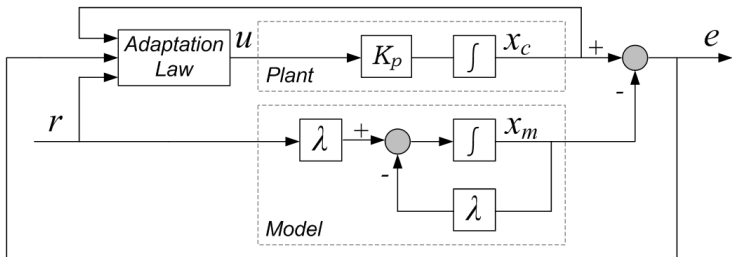 Adaptation
Law
u
Plant
K_p
∫
x_c
+
-
e
r
λ
+
-
∫
x_m
λ
Model